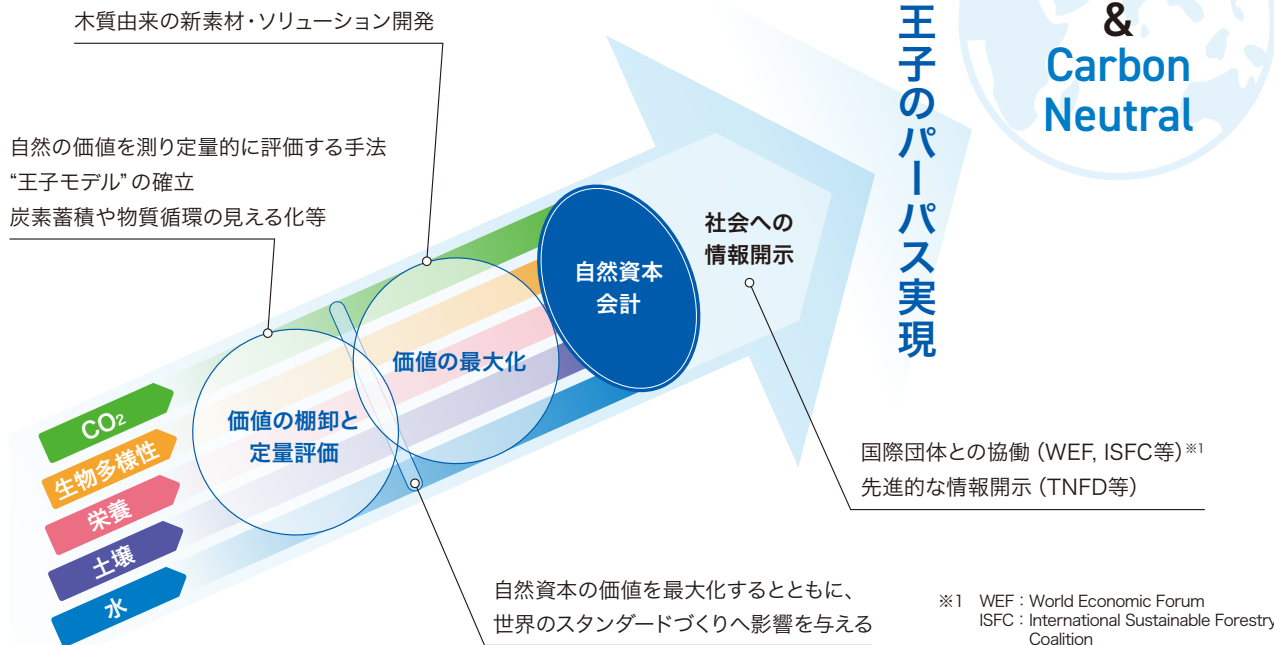 木質由来の新素材・ソリューション開発
自然の価値を測り定量的に評価する手法
“王子モデル”の確立
炭素蓄積や物質循環の見える化等
CO₂
生物多様性
栄養
土壌
水
価値の棚卸と
定量評価
価値の最大化
自然資本
会計
社会への
情報開示
王子のパーパス実現
&
Carbon
Neutral
国際団体との協働（WEF, ISFC等）※1
先進的な情報開示（TNFD等）
自然資本の価値を最大化するとともに、
世界のスタンダードづくりへ影響を与える
※1 WEF：World Economic Forum
ISFC：International Sustainable Forestry
Coalition